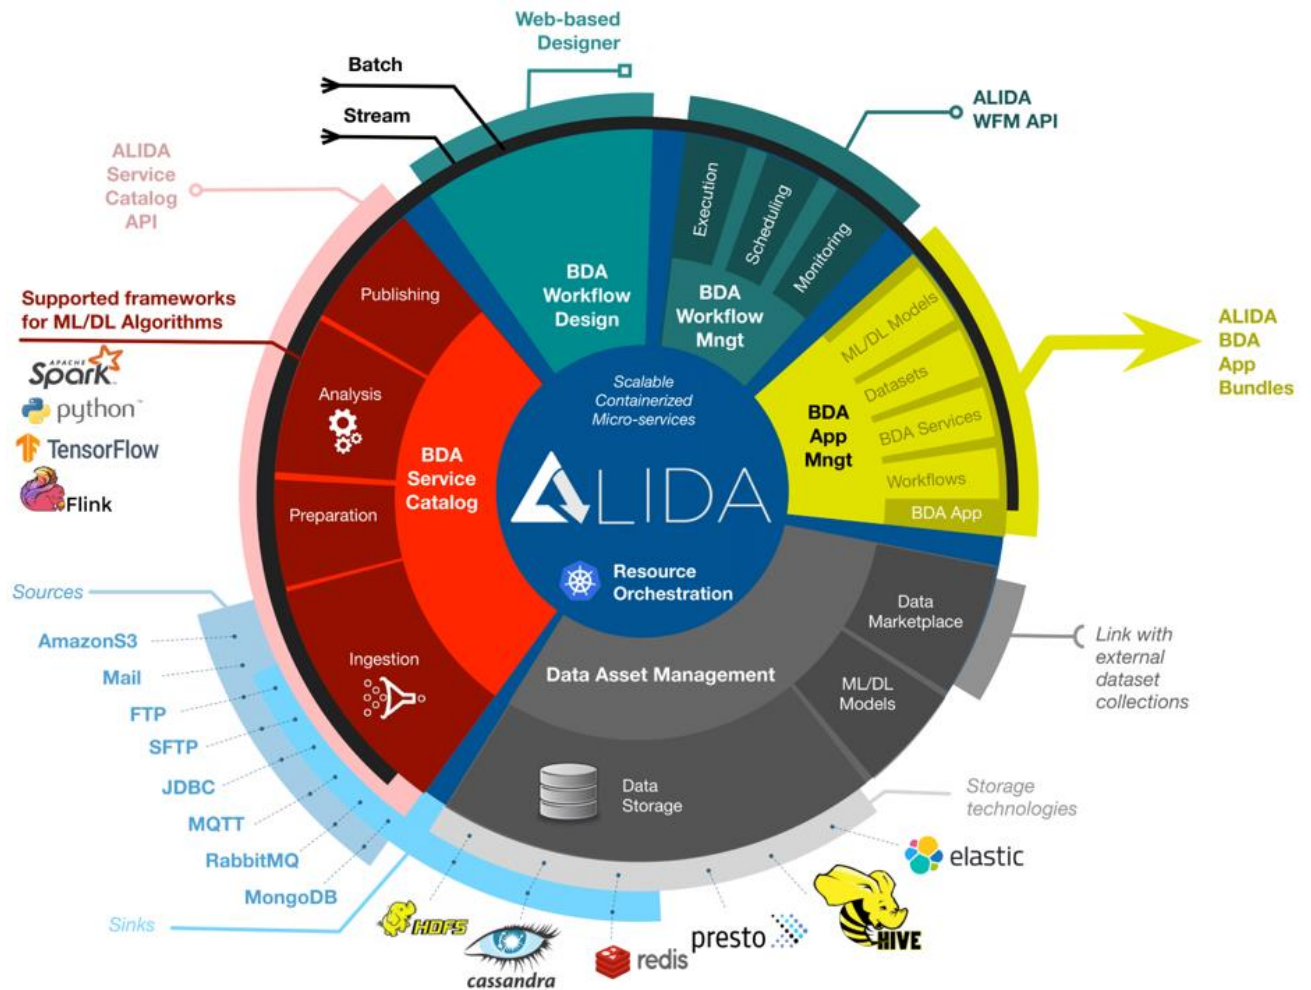 Web-based
Designer
Batch
Stream
ALIDA
WFM API
ALIDA
Service
Catalog
API
Execution
Scheduling
Monitoring
BDA
Workflow
Design
BDA
Workflow
Mngt
Publishing
Supported frameworks
for ML/DL Algorithms
APACHE
Spark™
python™
TensorFlow
Flink
Analysis
BDA
Service
Catalog
Preparation
Ingestion
Scalable
Containerized
Micro-services
ALIDA
Resource
Orchestration
BDA
App
Mngt
ML/DL Models
Datasets
BDA Services
Workflows
BDA App
ALIDA
BDA
App
Bundles
Data
Marketplace
Data Asset Management
ML/DL
Models
Data
Storage
Link with
external
dataset
collections
Storage
technologies
Sources
AmazonS3
Mail
FTP
SFTP
JDBC
MQTT
RabbitMQ
MongoDB
Sinks
HDFS
cassandra
redis
presto
HIVE
elastic